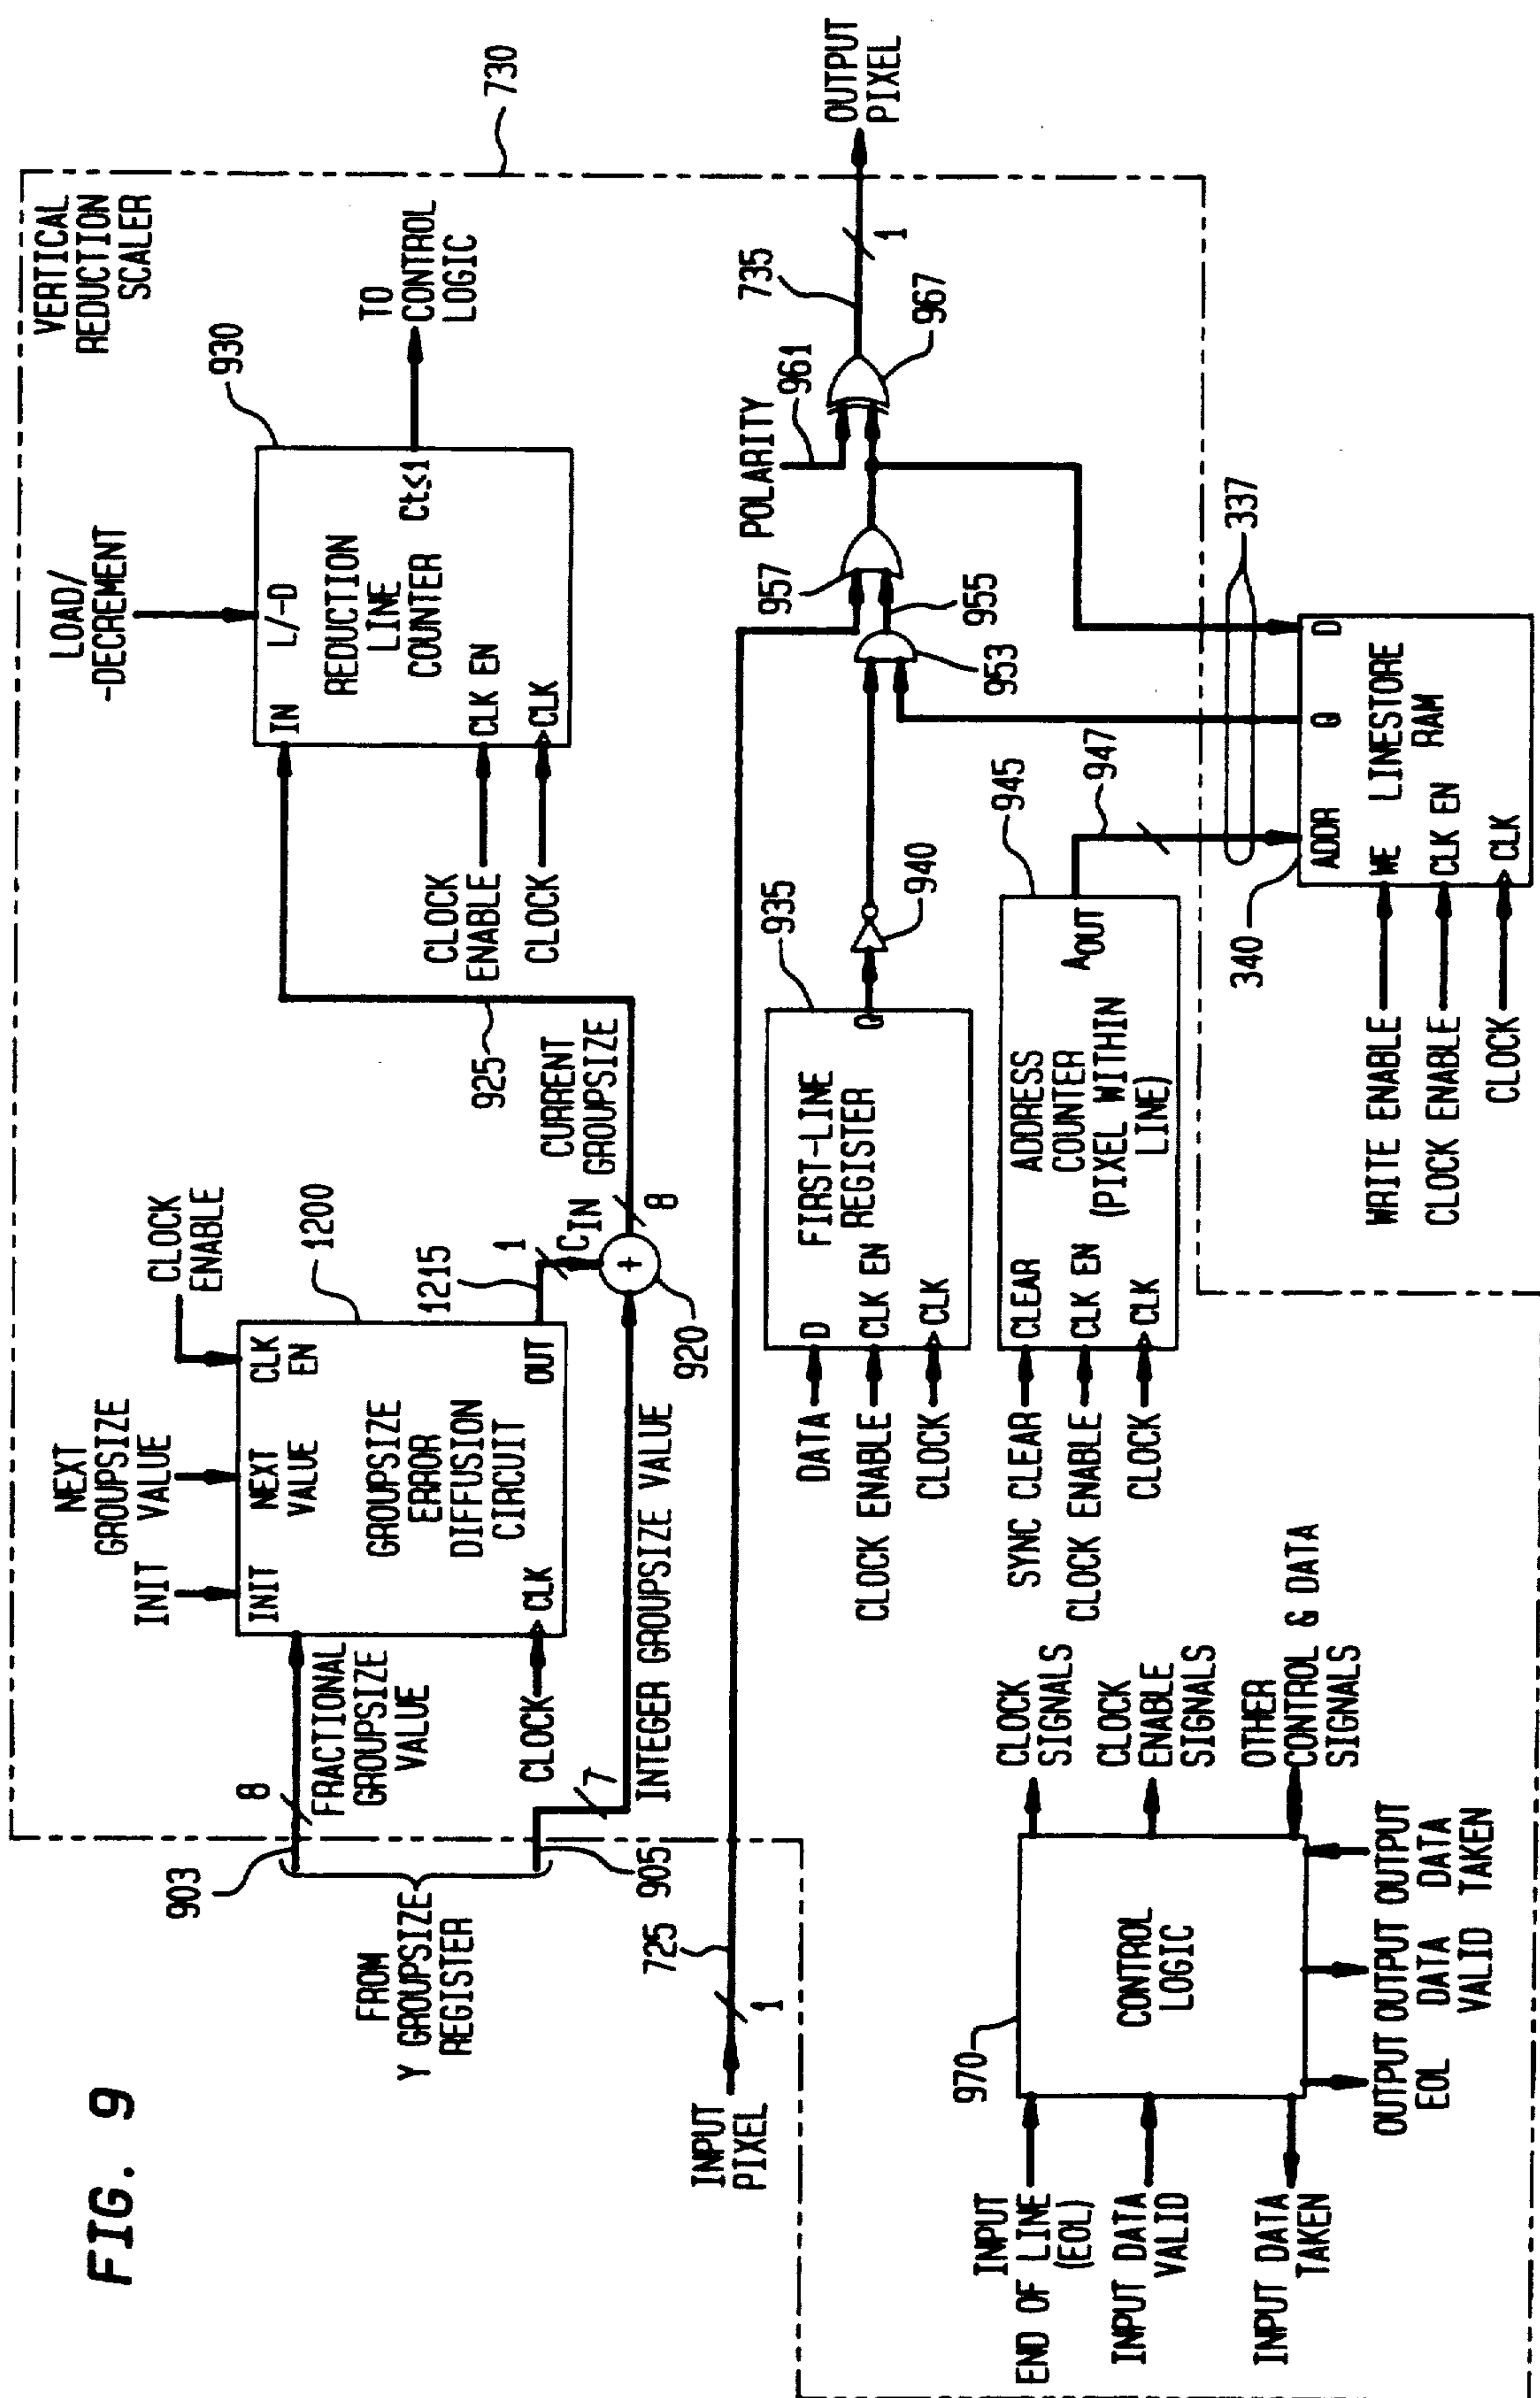 FIG. 9
VERTICAL
REDUCTION
SCALER
730
FROM
Y GROUPSIZE
REGISTER
903
8
FRACTIONAL
GROUPSIZE
VALUE
905
7
INTEGER GROUPSIZE VALUE
CLOCK
INIT
NEXT
GROUPSIZE
VALUE
CLOCK
ENABLE
1200
INIT
NEXT
VALUE
CLK
EN
GROUPSIZE
ERROR
DIFFUSION
CIRCUIT
CLK
OUT
1215
1
CIN
+
920
8
CURRENT
GROUPSIZE
925
LOAD/
-DECREMENT
930
IN
L/-D
REDUCTION
LINE
COUNTER
Ct≤1
CLK EN
CLK
CLOCK
ENABLE
CLOCK
TO
CONTROL
LOGIC
INPUT
PIXEL
1
725
DATA
CLOCK ENABLE
CLOCK
935
D
FIRST-LINE
REGISTER
Q
CLK EN
CLK
940
953
955
957
POLARITY
961
967
735
1
OUTPUT
PIXEL
SYNC CLEAR
CLOCK ENABLE
CLOCK
945
CLEAR
ADDRESS
COUNTER
(PIXEL WITHIN
LINE)
AOUT
CLK EN
CLK
947
337
340
ADDR
Q
D
WE
LINESTORE
RAM
CLK EN
CLK
WRITE ENABLE
CLOCK ENABLE
CLOCK
970
CONTROL
LOGIC
INPUT
END OF LINE
(EOL)
INPUT DATA
VALID
INPUT DATA
TAKEN
CLOCK
SIGNALS
CLOCK
ENABLE
SIGNALS
OTHER
CONTROL & DATA
SIGNALS
OUTPUT
EOL
OUTPUT
DATA
VALID
OUTPUT
DATA
TAKEN